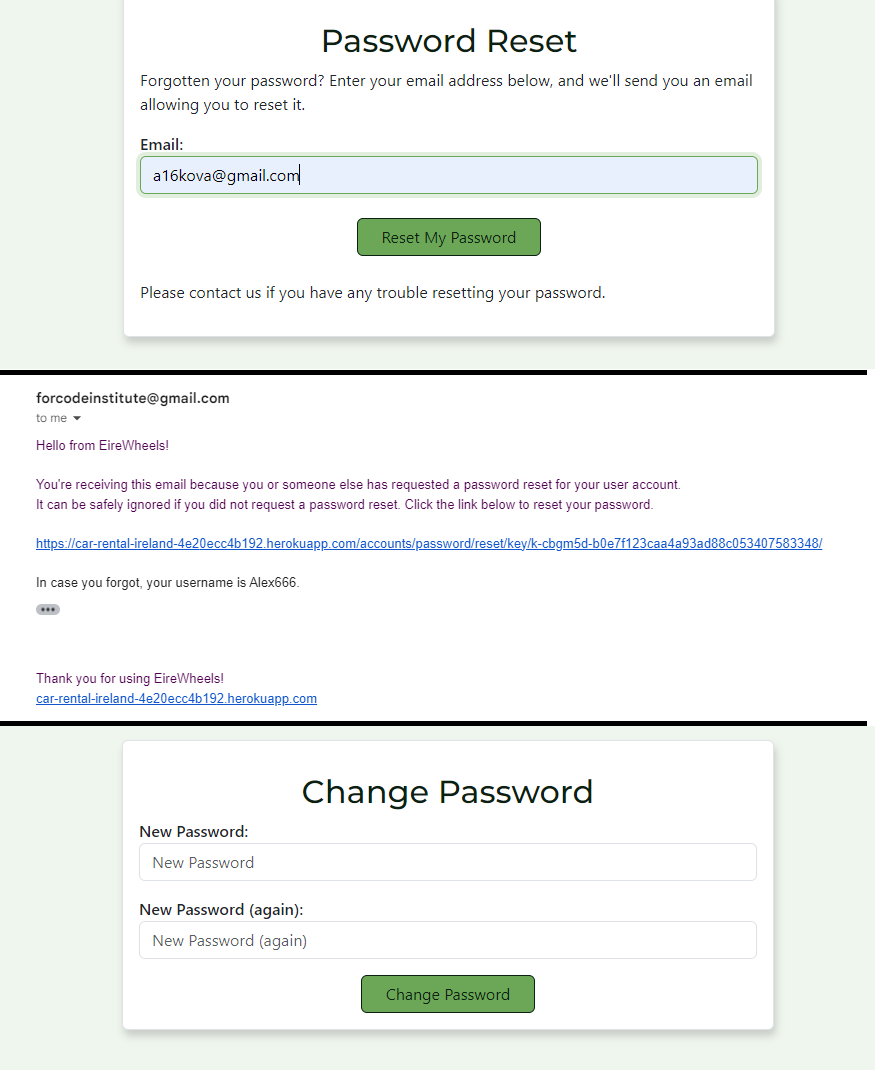 Password Reset
Forgotten your password? Enter your email address below, and we'll send you an email
allowing you to reset it.
Email:
a16kova@gmail.com
Reset My Password
Please contact us if you have any trouble resetting your password.
forcodeinstitute@gmail.com
to me
Hello from EireWheels!
You're receiving this email because you or someone else has requested a password reset for your user account.
It can be safely ignored if you did not request a password reset. Click the link below to reset your password.
https://car-rental-ireland-4e20ecc4b192.herokuapp.com/accounts/password/reset/key/k-cbgm5d-b0e7f123caa4a93ad88c053407583348/
In case you forgot, your username is Alex666.
Thank you for using EireWheels!
car-rental-ireland-4e20ecc4b192.herokuapp.com
Change Password
New Password:
New Password
New Password (again):
New Password (again)
Change Password